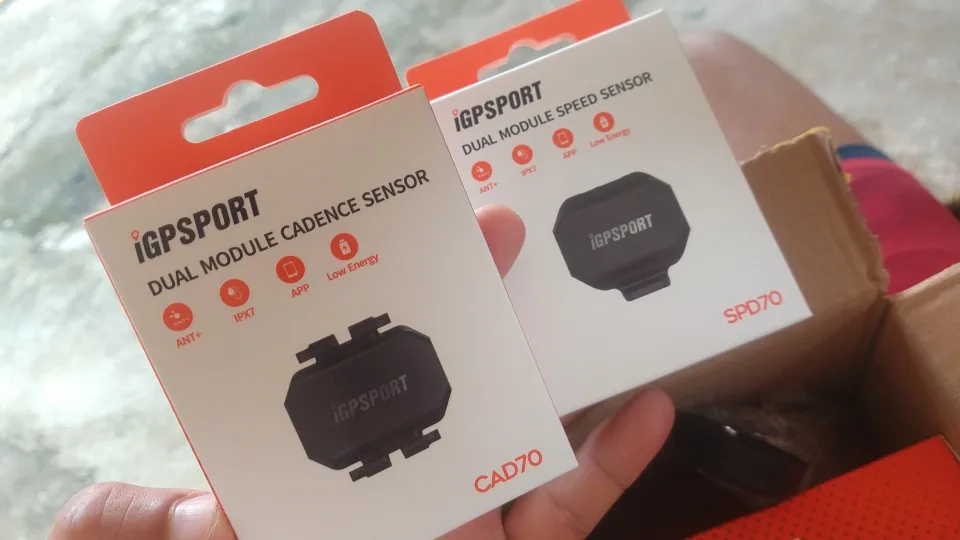 iGPSPORT
DUAL MODULE CADENCE SENSOR
ANT+
IPX7
APP
Low Energy
iGPSPORT
CAD70
iGPSPORT
DUAL MODULE SPEED SENSOR
ANT+
IPX7
APP
Low Energy
iGPSPORT
SPD70